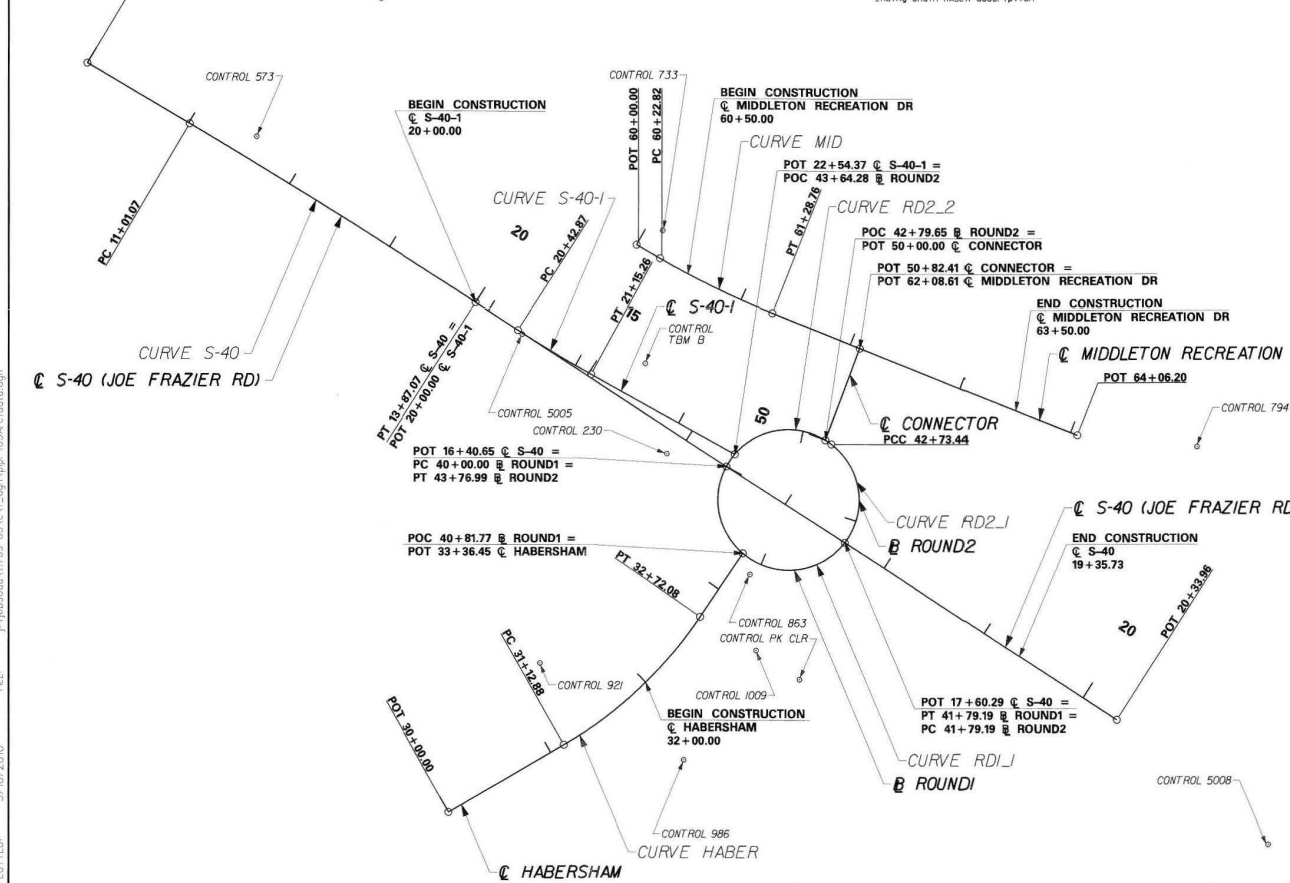 CONTROL 573
CONTROL 733
BEGIN CONSTRUCTION
℄ S-40-1
20+00.00
POT 60+00.00
PC 60+22.82
BEGIN CONSTRUCTION
℄ MIDDLETON RECREATION DR
60+50.00
CURVE MID
POT 22+54.37 ℄ S-40-1 =
POC 43+64.28 B ROUND2
CURVE S-40-1
20
PC 20+42.87
PT 61+28.76
CURVE RD2_2
POC 42+79.65 B ROUND2 =
POT 50+00.00 ℄ CONNECTOR
PC 11+01.07
PT 21+15.26
15
℄ S-40-1
POT 50+82.41 ℄ CONNECTOR =
POT 62+08.61 ℄ MIDDLETON RECREATION DR
CONTROL
TBM B
END CONSTRUCTION
℄ MIDDLETON RECREATION DR
63+50.00
CURVE S-40
℄ S-40 (JOE FRAZIER RD)
℄ MIDDLETON RECREATION
POT 64+06.20
PT 13+87.07 ℄ S-40 =
POT 20+00.00 ℄ S-40-1
CONTROL 5005
CONTROL 230
50
℄ CONNECTOR
PCC 42+73.44
CONTROL 794
POT 16+40.65 ℄ S-40 =
PC 40+00.00 B ROUND1 =
PT 43+76.99 B ROUND2
CURVE RD2_1
B ROUND2
℄ S-40 (JOE FRAZIER RD
POC 40+81.77 B ROUND1 =
POT 33+36.45 ℄ HABERSHAM
END CONSTRUCTION
℄ S-40
19+35.73
PT 32+72.08
POT 20+33.96
20
CONTROL 863
CONTROL PK CLR
PC 31+12.88
CONTROL 921
CONTROL 1009
BEGIN CONSTRUCTION
℄ HABERSHAM
32+00.00
POT 17+60.29 ℄ S-40 =
PT 41+79.19 B ROUND1 =
PC 41+79.19 B ROUND2
POT 30+00.00
CURVE RD1_1
B ROUND1
CONTROL 5008
CONTROL 986
CURVE HABER
℄ HABERSHAM